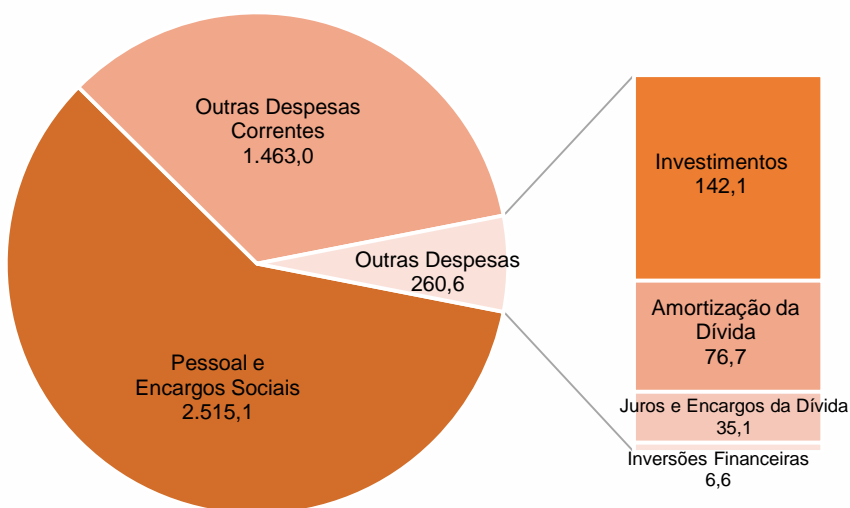 Outras Despesas
Correntes
1.463,0
Outras Despesas
260,6
Pessoal e
Encargos Sociais
2.515,1
Investimentos
142,1
Amortização da
Dívida
76,7
Juros e Encargos da Dívida
35,1
Inversões Financeiras
6,6